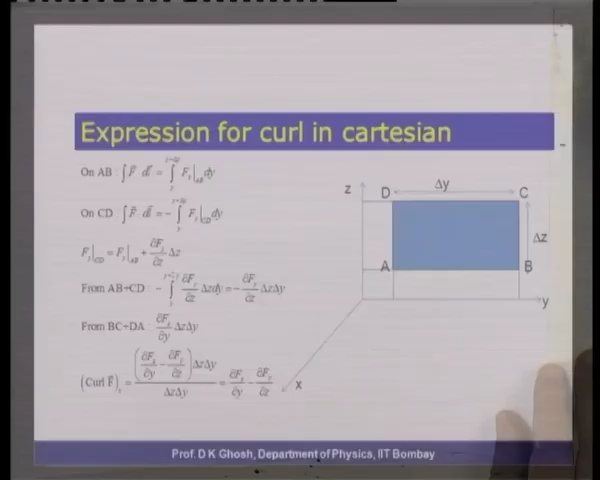 Expression for curl in cartesian
On AB : ∫F⃗ dl⃗ = ∫_y^{y+Δy} F_y|_AB dy
On CD ∫F⃗ dl⃗ = −∫_y^{y+Δy} F_y|_CD dy
F_y|_CD = F_y|_AB + ∂F_y/∂z Δz
From AB+CD : −∫_y^{y+Δy} ∂F_y/∂z Δzdy = −∂F_y/∂z ΔzΔy
From BC+DA ∂F_z/∂y ΔzΔy
(Curl F⃗)_x = (∂F_z/∂y − ∂F_y/∂z) ΔzΔy / ΔzΔy = ∂F_z/∂y − ∂F_y/∂z
z D Δy C
Δz
A B
y
x
Prof. D K Ghosh, Department of Physics, IIT Bombay